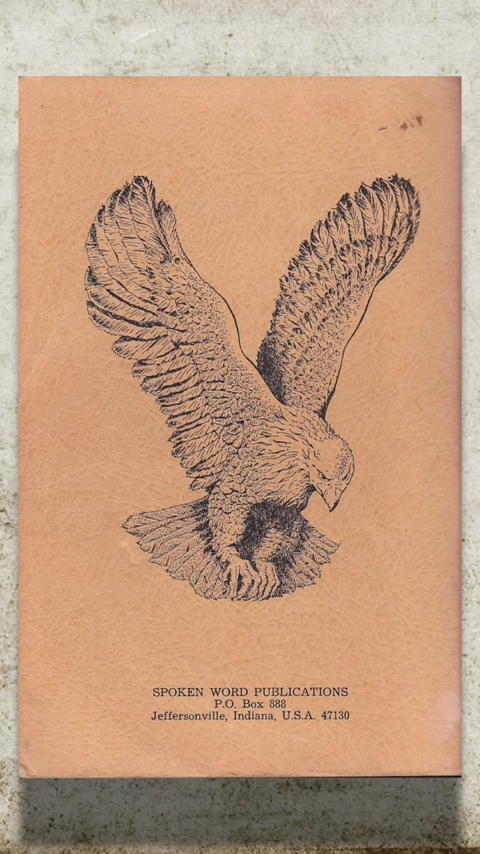 SPOKEN WORD PUBLICATIONS
P.O. Box 888
Jeffersonville, Indiana, U.S.A. 47130